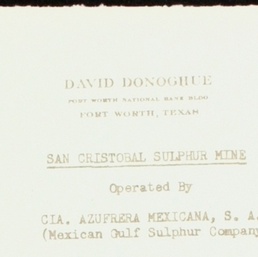 DAVID DONOGHUE
FORT WORTH NATIONAL BANK BLDG
FORT WORTH, TEXAS
SAN CRISTOBAL SULPHUR MINE
Operated By
CIA. AZUFRERA MEXICANA, S. A.
(Mexican Gulf Sulphur Company